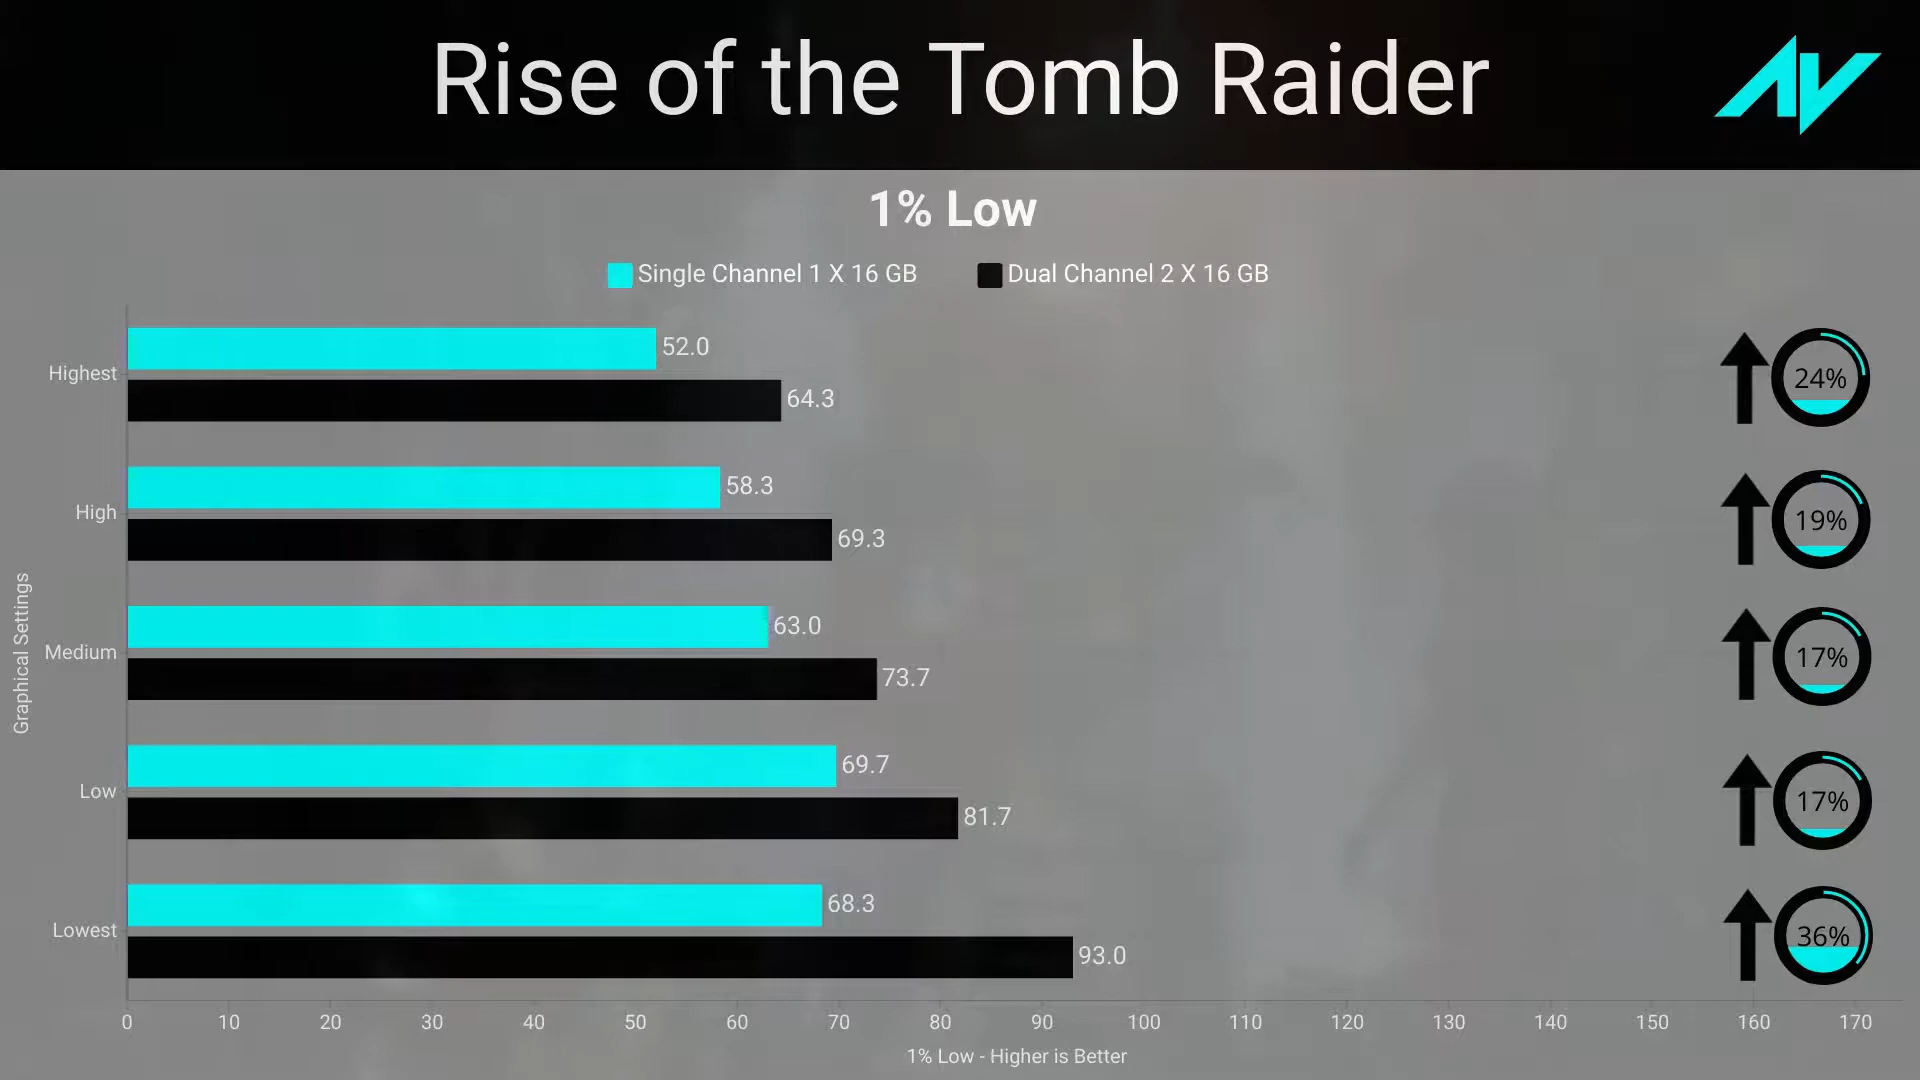 Rise of the Tomb Raider
1% Low
Single Channel 1 X 16 GB
Dual Channel 2 X 16 GB
Graphical Settings
Highest
52.0
64.3
24%
High
58.3
69.3
19%
Medium
63.0
73.7
17%
Low
69.7
81.7
17%
Lowest
68.3
93.0
36%
0 10 20 30 40 50 60 70 80 90 100 110 120 130 140 150 160 170
1% Low - Higher is Better